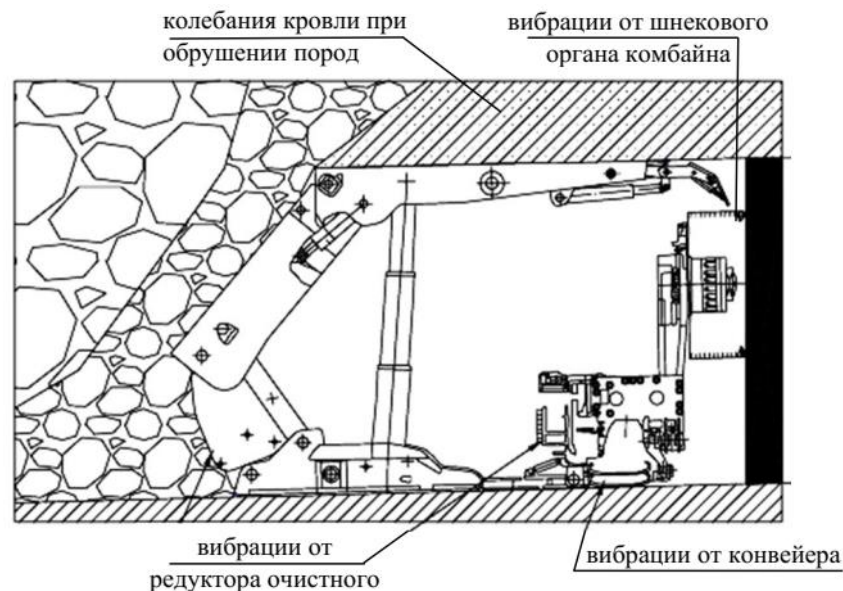 колебания кровли при
обрушении пород
вибрации от шнекового
органа комбайна
вибрации от
редуктора очистного
вибрации от конвейера